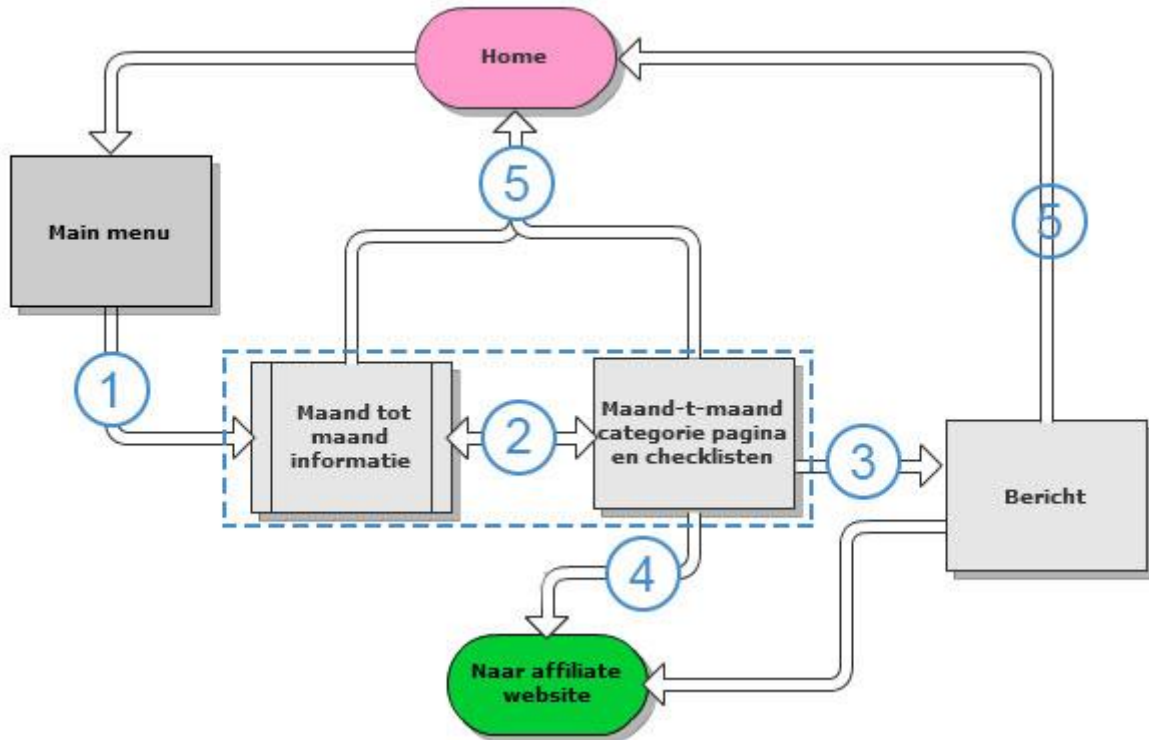 Home
5
5
Main menu
1
Maand tot
maand
informatie
2
Maand-t-maand
categorie pagina
en checklisten
3
Bericht
4
Naar affiliate
website